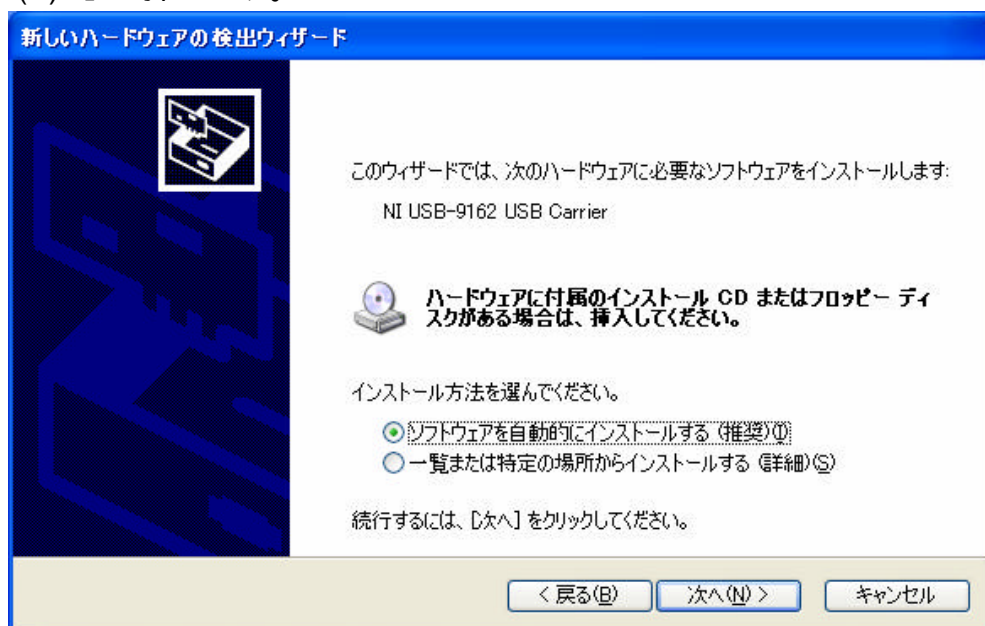 新しいハードウェアの検出ウィザード
このウィザードでは、次のハードウェアに必要なソフトウェアをインストールします:
NI USB-9162 USB Carrier
ハードウェアに付属のインストール CD またはフロッピー ディ
スクがある場合は、挿入してください。
インストール方法を選んでください。
ソフトウェアを自動的にインストールする (推奨)(I)
一覧または特定の場所からインストールする (詳細)(S)
続行するには、[次へ] をクリックしてください。
< 戻る(B)
次へ(N) >
キャンセル